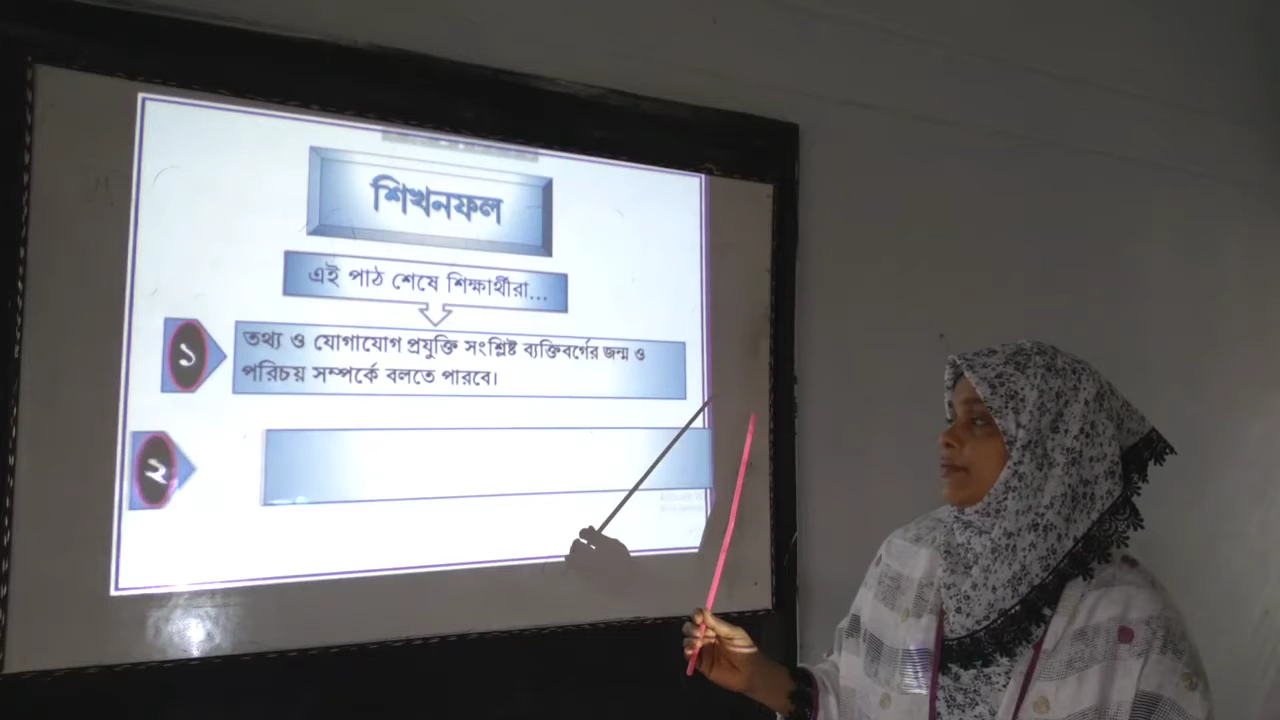 শিখনফল
এই পাঠ শেষে শিক্ষার্থীরা...
১
তথ্য ও যোগাযোগ প্রযুক্তি সংশ্লিষ্ট ব্যক্তিবর্গের জন্ম ও
পরিচয় সম্পর্কে বলতে পারবে।
২